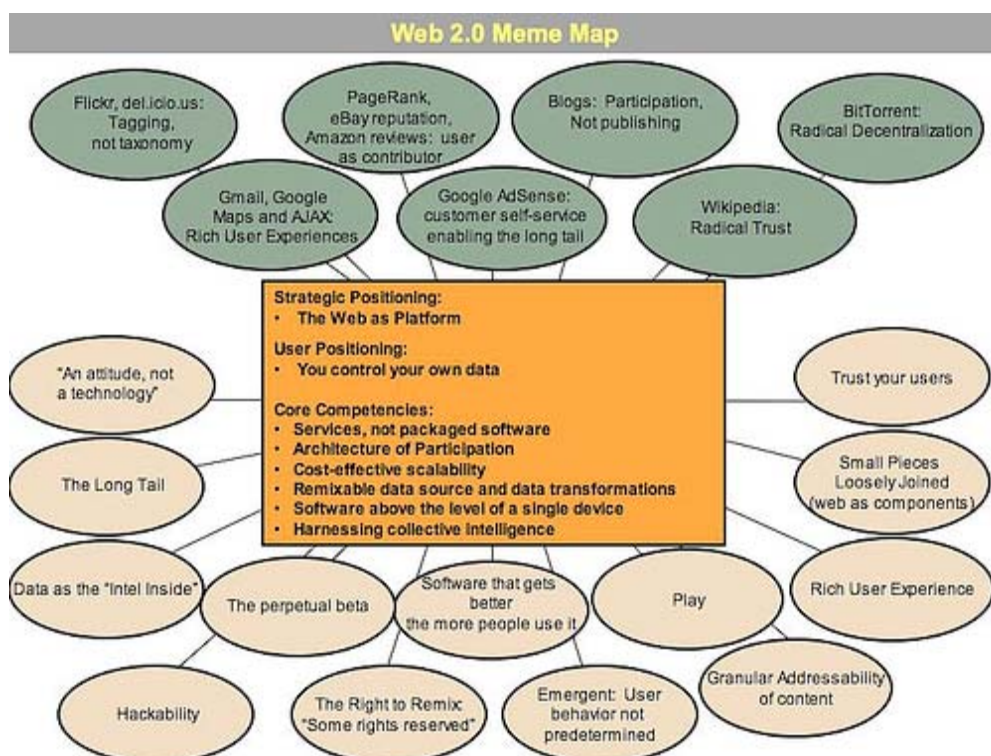 Web 2.0 Meme Map
Flickr, del.icio.us:
Tagging,
not taxonomy
PageRank,
eBay reputation,
Amazon reviews: user
as contributor
Blogs: Participation,
Not publishing
BitTorrent:
Radical Decentralization
Gmail, Google
Maps and AJAX:
Rich User Experiences
Google AdSense:
customer self-service
enabling the long tail
Wikipedia:
Radical Trust
Strategic Positioning:
• The Web as Platform
User Positioning:
• You control your own data
Core Competencies:
• Services, not packaged software
• Architecture of Participation
• Cost-effective scalability
• Remixable data source and data transformations
• Software above the level of a single device
• Harnessing collective intelligence
"An attitude, not
a technology"
Trust your users
The Long Tail
Small Pieces
Loosely Joined
(web as components)
Data as the "Intel Inside"
The perpetual beta
Software that gets
better
the more people use it
Play
Rich User Experience
Hackability
The Right to Remix:
"Some rights reserved"
Emergent: User
behavior not
predetermined
Granular Addressability
of content